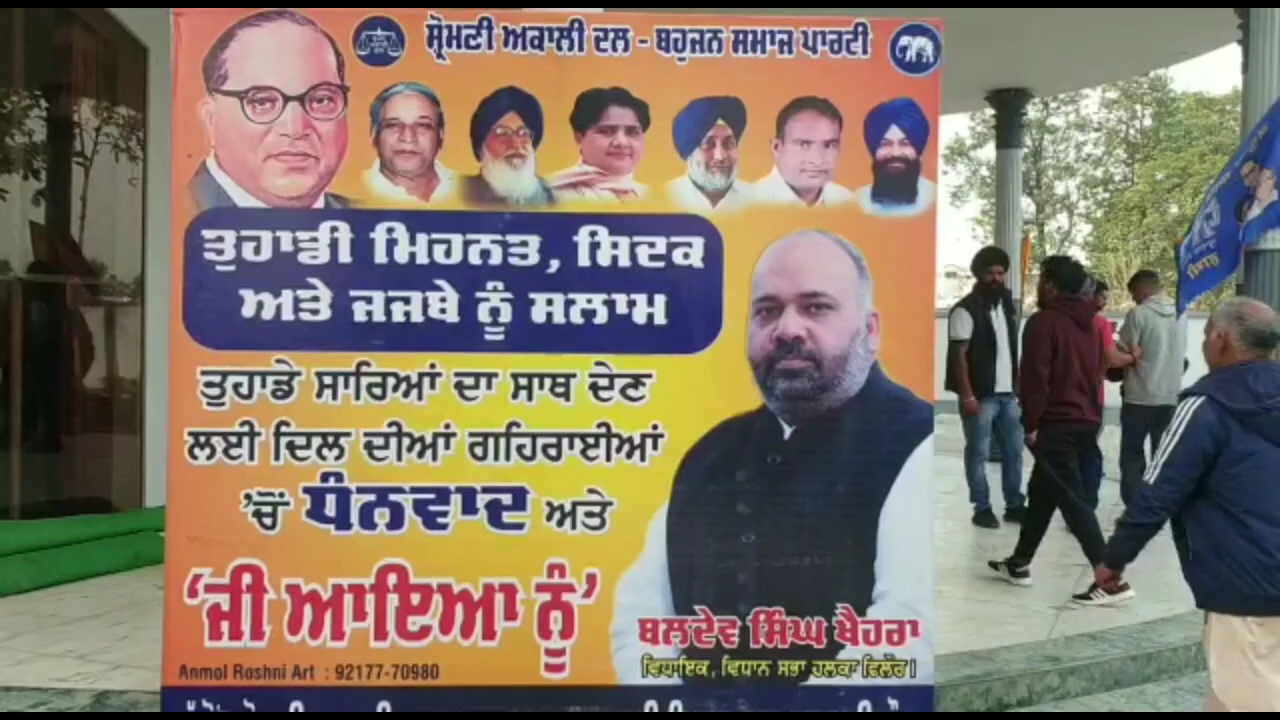 ਸ਼੍ਰੋਮਣੀ ਅਕਾਲੀ ਦਲ - ਬਹੁਜਨ ਸਮਾਜ ਪਾਰਟੀ
ਤੁਹਾਡੀ ਮਿਹਨਤ, ਸਿਦਕ
ਅਤੇ ਜਜਬੇ ਨੂੰ ਸਲਾਮ
ਤੁਹਾਡੇ ਸਾਰਿਆਂ ਦਾ ਸਾਥ ਦੇਣ
ਲਈ ਦਿਲ ਦੀਆਂ ਗਹਿਰਾਈਆਂ
'ਚੋਂ ਧੰਨਵਾਦ ਅਤੇ
'ਜੀ ਆਇਆ ਨੂੰ'
ਬਲਦੇਵ ਸਿੰਘ ਖੈਹਰਾ
ਵਿਧਾਇਕ, ਵਿਧਾਨ ਸਭਾ ਹਲਕਾ ਫਿਲੌਰ।
Anmol Roshni Art : 92177-70980